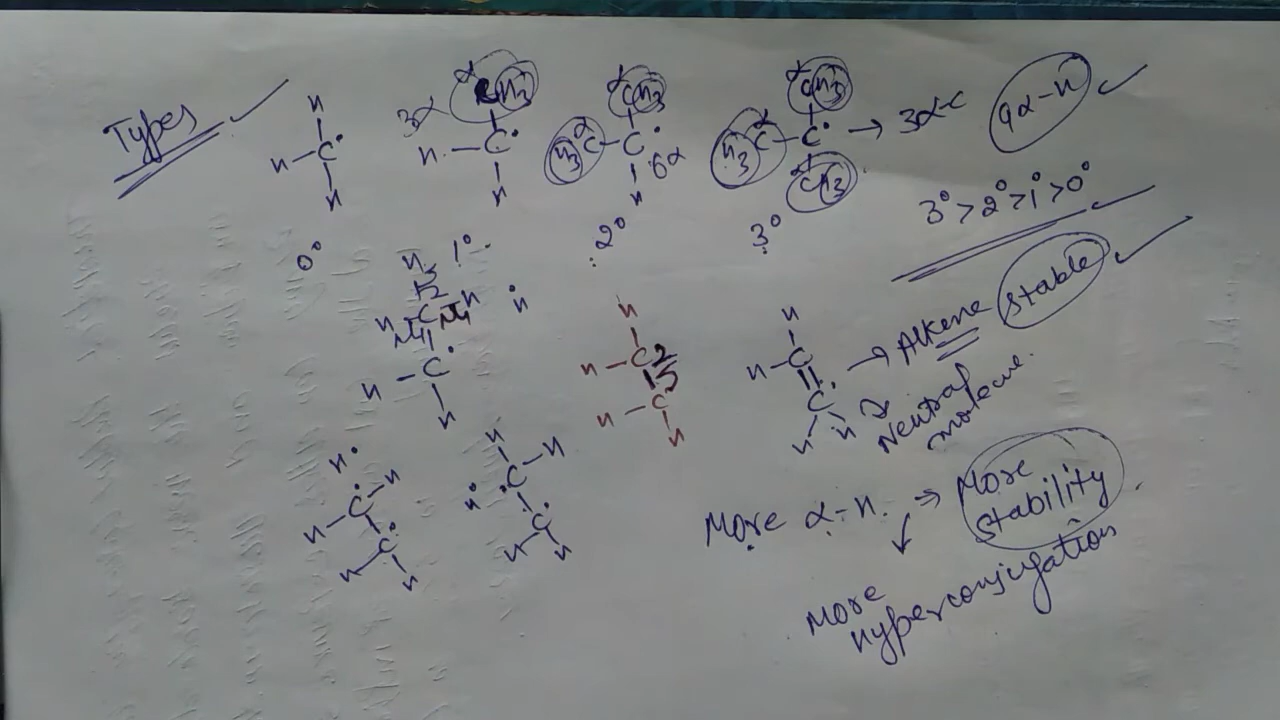 Types
H
H-C•
H
0°
3α
α
CH3
H-C•
H
1°
α
CH3
α
H3C-C•
6α
H
2°
α
CH3
α
H3C-C• → 3α-C
α
CH3
3°
9α-H
3°>2°>1°>0°
H
H
H
H-C•
H
H•
H
H-C
H-C
H
H
H-C
C
H H
→ Alkene stable
Neutral molecule.
H•
H
H-C
C
H H
H
H
H•
C
C
H H
More α-H. ⇒ More stability.
More hyperconjugation